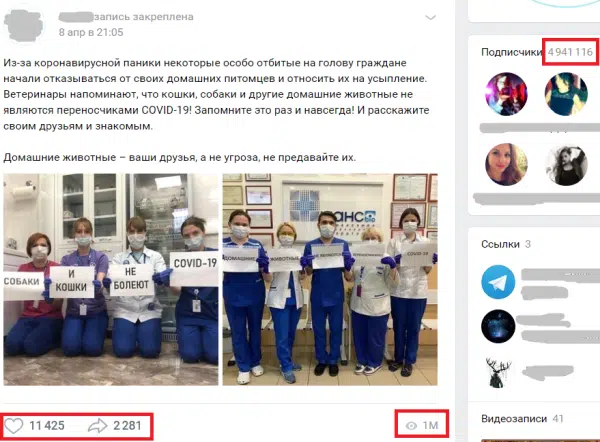 запись закреплена
8 апр в 21:05
Из-за коронавирусной паники некоторые особо отбитые на голову граждане
начали отказываться от своих домашних питомцев и относить их на усыпление.
Ветеринары напоминают, что кошки, собаки и другие домашние животные не
являются переносчиками COVID-19! Запомните это раз и навсегда! И расскажите
своим друзьям и знакомым.
Домашние животные – ваши друзья, а не угроза, не предавайте их.
СОБАКИ
И
КОШКИ
НЕ
БОЛЕЮТ
COVID-19
ДОМАШНИЕ
ЖИВОТНЫЕ
COVID-19
11 425
2 281
1M
Подписчики 4 941 116
Ссылки 3
Видеозаписи 41